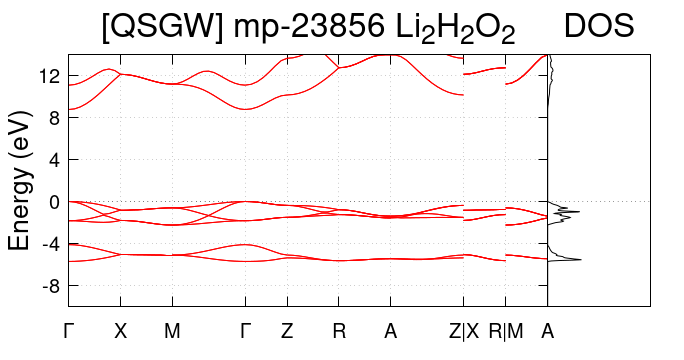 [QSGW] mp-23856 Li₂H₂O₂ DOS
Energy (eV)
12
8
4
0
-4
-8
Γ X M Γ Z R A Z|X R|M A